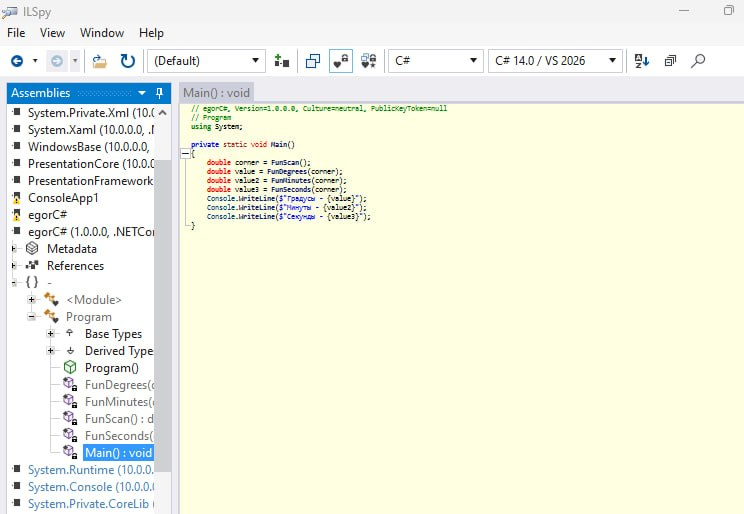 ILSpy
File View Window Help
(Default) C# C# 14.0 / VS 2026
Assemblies
System.Private.Xml (10.0
System.Xaml (10.0.0.0, .N
WindowsBase (10.0.0.0,
PresentationCore (10.0.0
PresentationFramework
ConsoleApp1
egorC#
egorC# (1.0.0.0, .NETCor
Metadata
References
{ } -
<Module>
Program
Base Types
Derived Type
Program()
FunDegrees(
FunMinutes(
FunScan() : d
FunSeconds(
Main() : void
System.Runtime (10.0.0.
System.Console (10.0.0.0
System.Private.CoreLib (
Main() : void
// egorC#, Version=1.0.0.0, Culture=neutral, PublicKeyToken=null
// Program
using System;
private static void Main()
{
double corner = FunScan();
double value = FunDegrees(corner);
double value2 = FunMinutes(corner);
double value3 = FunSeconds(corner);
Console.WriteLine($"Градусы - {value}");
Console.WriteLine($"Минуты - {value2}");
Console.WriteLine($"Секунды - {value3}");
}